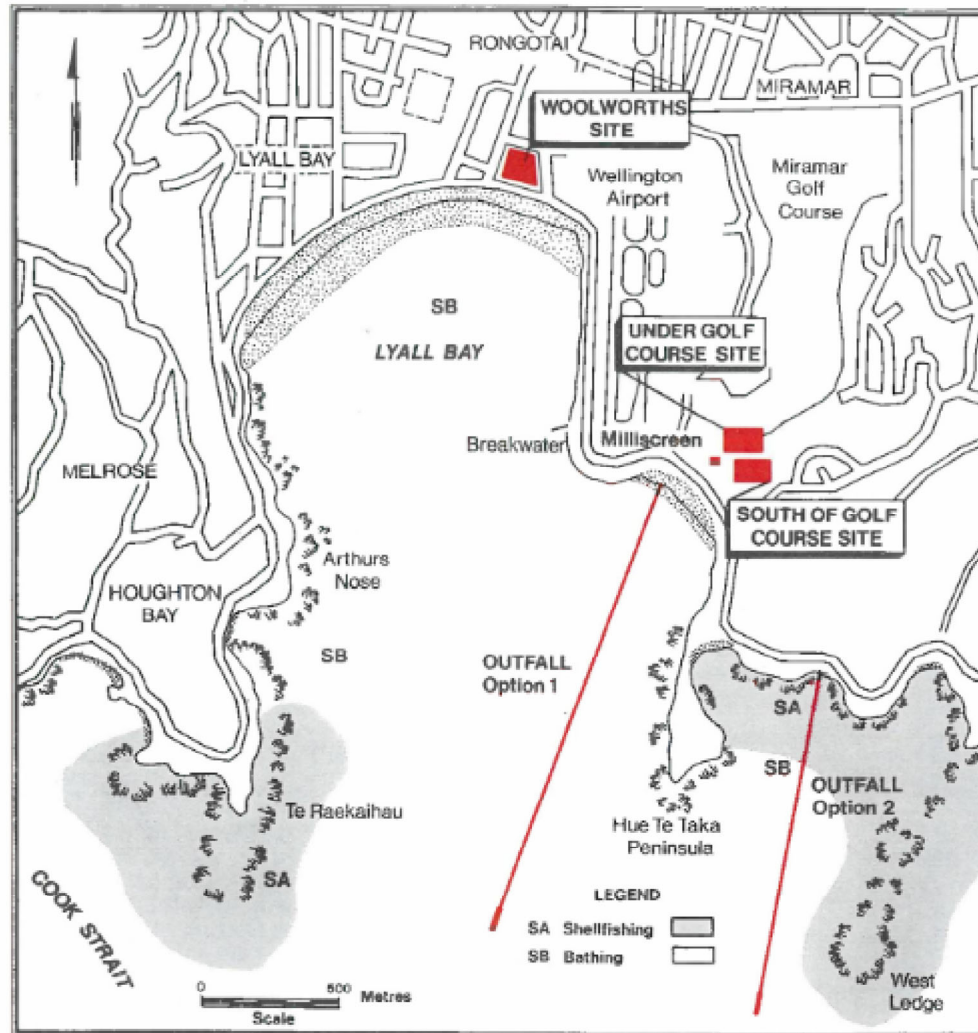 RONGOTAI
MIRAMAR
WOOLWORTHS
SITE
LYALL BAY
Wellington
Airport
Miramar
Golf
Course
SB
LYALL BAY
UNDER GOLF
COURSE SITE
Breakwater
Milliscreen
MELROSE
SOUTH OF GOLF
COURSE SITE
Arthurs
Nose
HOUGHTON
BAY
SB
OUTFALL
Option 1
SA
SB
OUTFALL
Option 2
Te Raekaihau
Hue Te Taka
Peninsula
SA
COOK STRAIT
LEGEND
SA Shellfishing
SB Bathing
West
Ledge
0 500 Metres
Scale